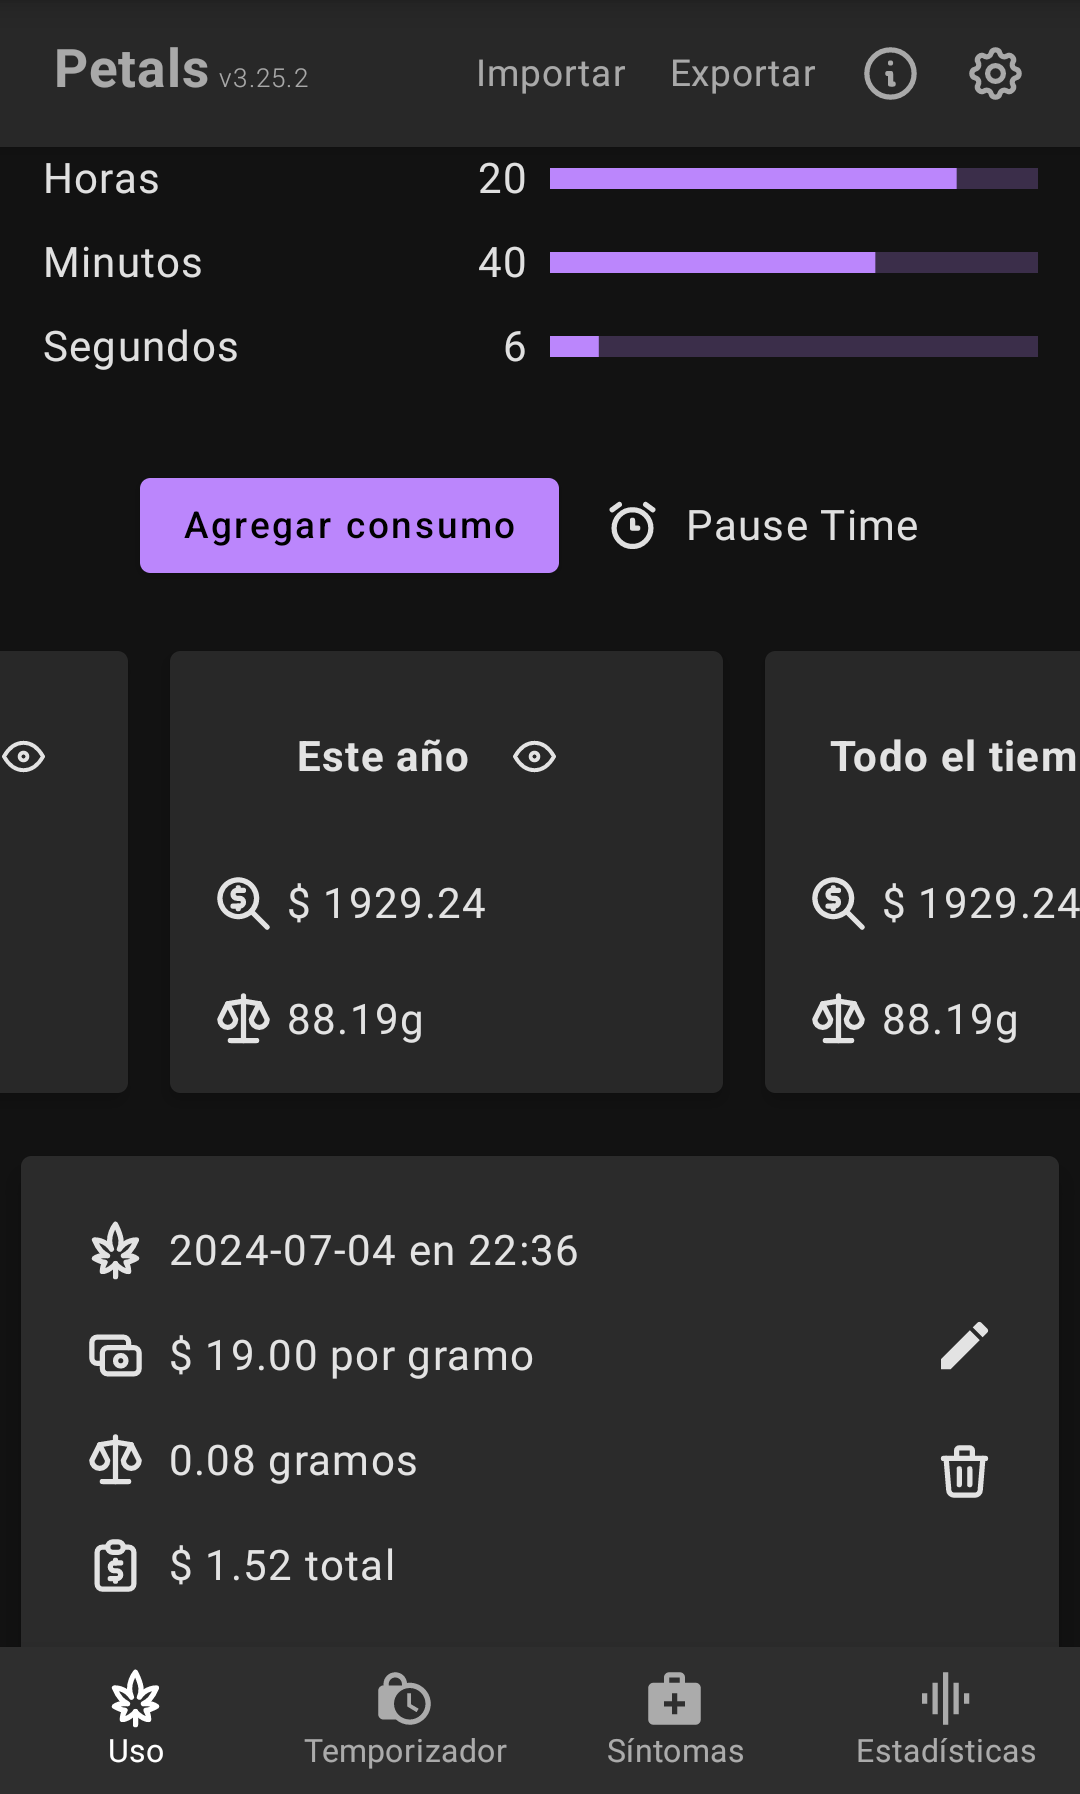 Petals v3.25.2 Importar Exportar
Horas 20
Minutos 40
Segundos 6
Agregar consumo Pause Time
Este año Todo el tiem
$ 1929.24 $ 1929.24
88.19g 88.19g
2024-07-04 en 22:36
$ 19.00 por gramo
0.08 gramos
$ 1.52 total
Uso Temporizador Síntomas Estadísticas